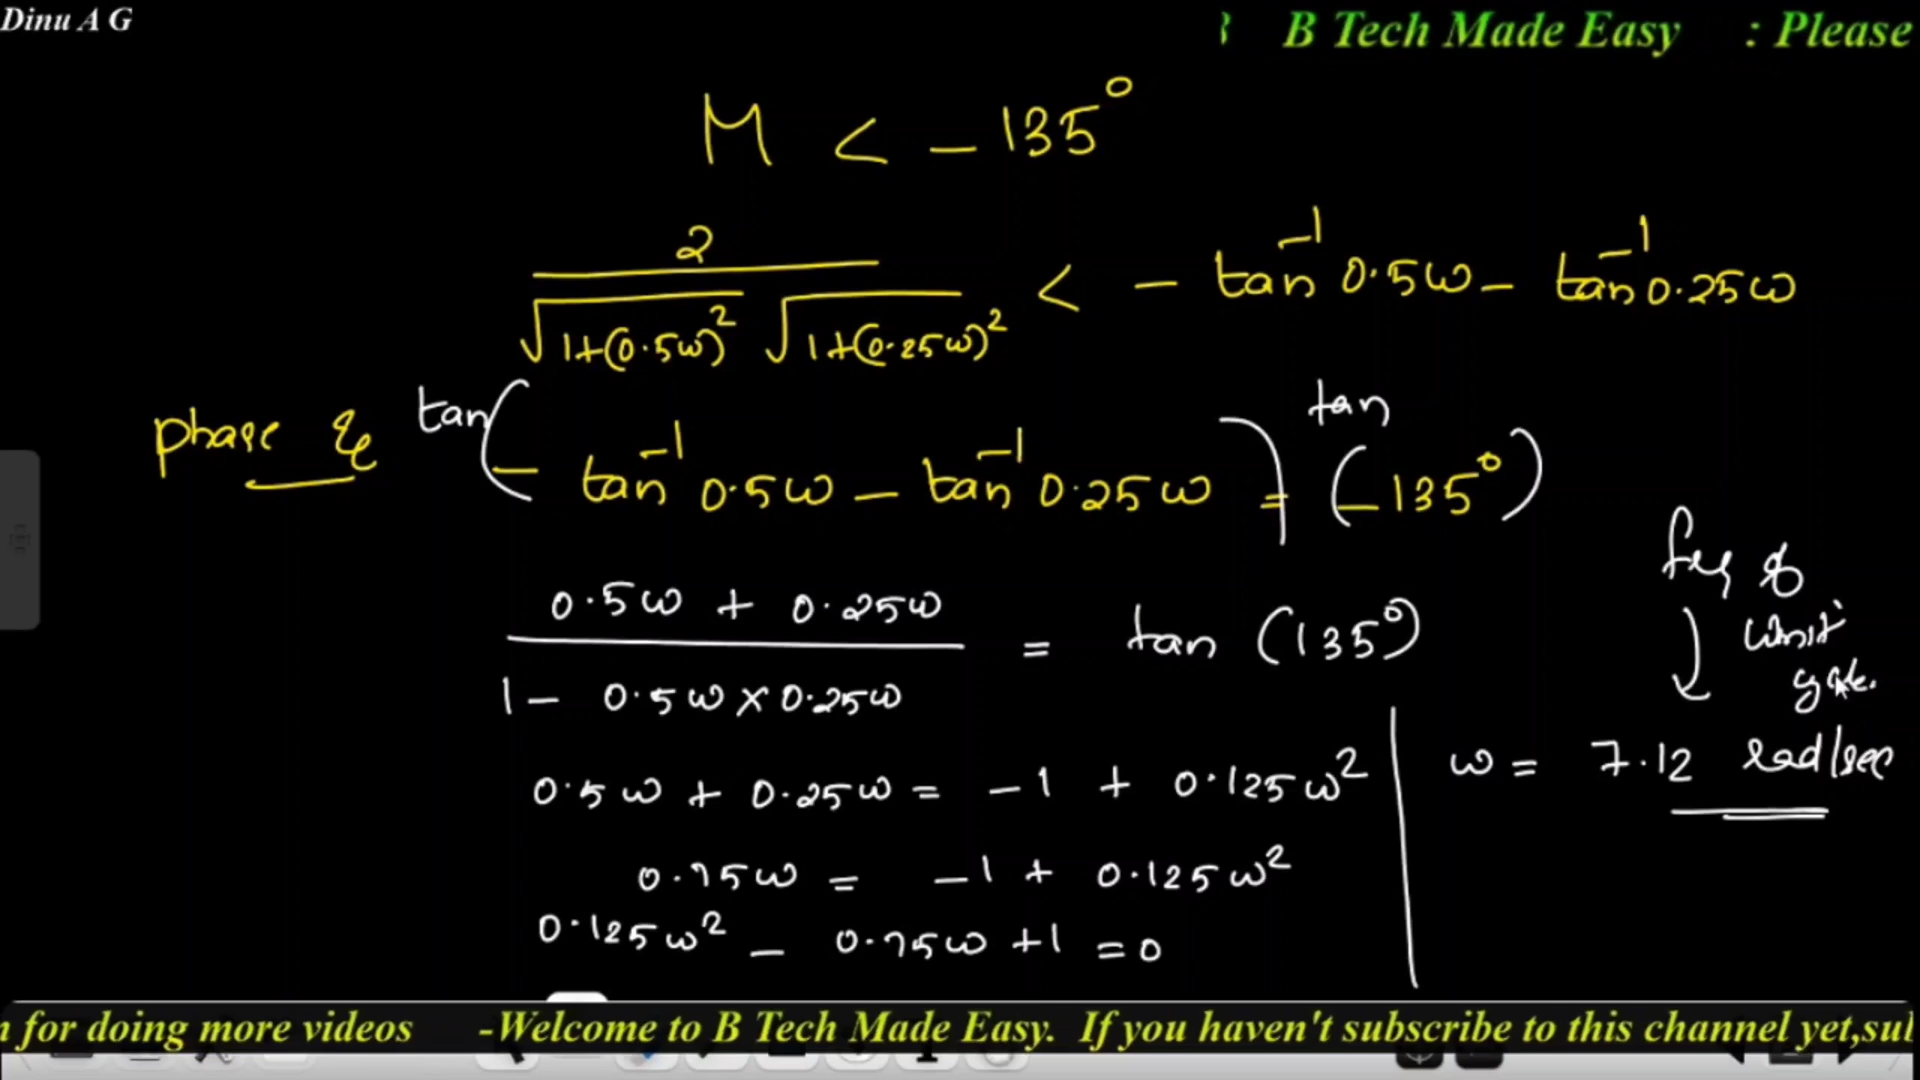 Dinu A G
B Tech Made Easy : Please
M < -135°
2 / √1+(0.5ω)² √1+(0.25ω)² < - tan⁻¹ 0.5ω - tan⁻¹ 0.25ω
phase tan(- tan⁻¹ 0.5ω - tan⁻¹ 0.25ω) = tan(-135°)
0.5ω + 0.25ω / 1 - 0.5ω × 0.25ω = tan (135°)
0.5ω + 0.25ω = -1 + 0.125ω²
ω = 7.12 rad/sec
0.75ω = -1 + 0.125ω²
0.125ω² - 0.75ω +1 = 0
for doing more videos -Welcome to B Tech Made Easy. If you haven't subscribe to this channel yet,